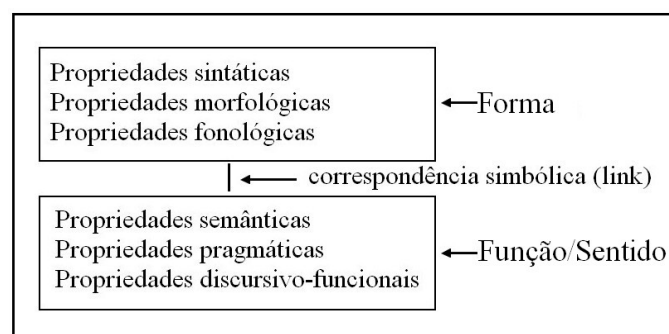 Propriedades sintáticas
Propriedades morfológicas
Propriedades fonológicas
Forma
correspondência simbólica (link)
Propriedades semânticas
Propriedades pragmáticas
Propriedades discursivo-funcionais
Função/Sentido